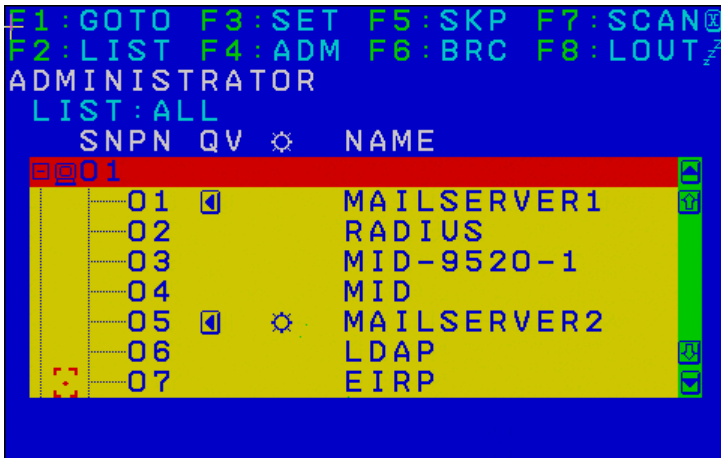 F1:GOTO F3:SET F5:SKP F7:SCAN
F2:LIST F4:ADM F6:BRC F8:LOUT zz
ADMINISTRATOR
LIST:ALL
SNPN QV NAME
01
01 MAILSERVER1
02 RADIUS
03 MID-9520-1
04 MID
05 MAILSERVER2
06 LDAP
07 EIRP